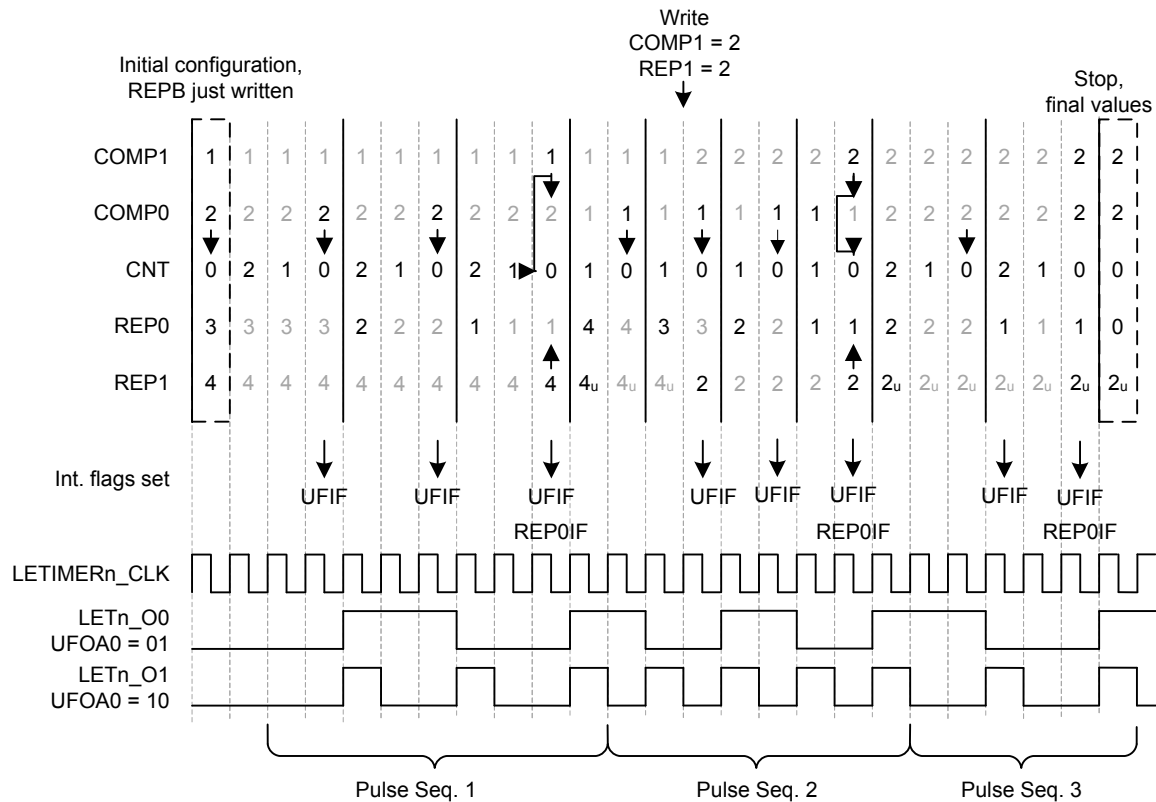 Write
COMP1 = 2
REP1 = 2
Initial configuration,
REPB just written
Stop,
final values
COMP1 1 1 1 1 1 1 1 1 1 1 1 1 1 2 2 2 2 2 2 2 2 2 2 2 2
COMP0 2 2 2 2 2 2 2 2 2 2 1 1 1 1 1 1 1 1 2 2 2 2 2 2 2
CNT 0 2 1 0 2 1 0 2 1 0 1 0 1 0 1 0 1 0 2 1 0 2 1 0 0
REP0 3 3 3 3 2 2 2 1 1 1 4 4 3 3 2 2 1 1 2 2 2 1 1 1 0
REP1 4 4 4 4 4 4 4 4 4 4 4u 4u 4u 2 2 2 2 2 2u 2u 2u 2u 2u 2u 2u
Int. flags set
UFIF UFIF UFIF UFIF UFIF UFIF UFIF UFIF
REP0IF REP0IF REP0IF
LETIMERn_CLK
LETn_O0
UFOA0 = 01
LETn_O1
UFOA0 = 10
Pulse Seq. 1 Pulse Seq. 2 Pulse Seq. 3